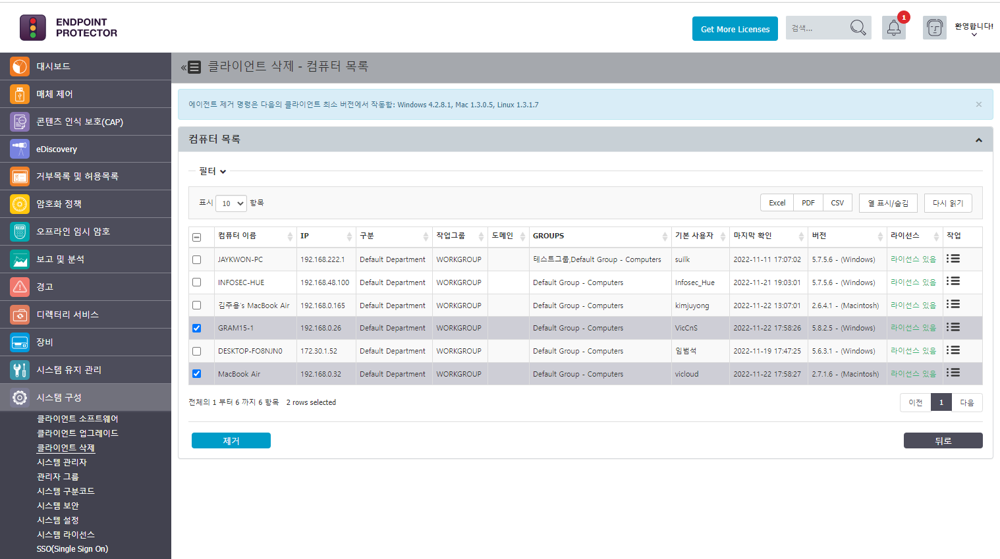 ENDPOINT
PROTECTOR
Get More Licenses
검색...
1
환영합니다!
대시보드
매체 제어
콘텐츠 인식 보호(CAP)
eDiscovery
거부목록 및 허용목록
암호화 정책
오프라인 임시 암호
보고 및 분석
경고
디렉터리 서비스
장비
시스템 유지 관리
시스템 구성
클라이언트 소프트웨어
클라이언트 업그레이드
클라이언트 삭제
시스템 관리자
관리자 그룹
시스템 구분코드
시스템 보안
시스템 설정
시스템 라이선스
SSO(Single Sign On)
클라이언트 삭제 - 컴퓨터 목록
에이전트 제거 명령은 다음의 클라이언트 최소 버전에서 작동함: Windows 4.2.8.1, Mac 1.3.0.5, Linux 1.3.1.7
컴퓨터 목록
필터
표시 10 항목
Excel PDF CSV 열 표시/숨김 다시 읽기
컴퓨터 이름 IP 구분 작업그룹 도메인 GROUPS 기본 사용자 마지막 확인 버전 라이선스 작업
JAYKWON-PC 192.168.222.1 Default Department WORKGROUP 테스트그룹,Default Group - Computers suilk 2022-11-11 17:07:02 5.7.5.6 - (Windows) 라이선스 있음
INFOSEC-HUE 192.168.48.100 Default Department WORKGROUP Default Group - Computers Infosec_Hue 2022-11-21 19:03:01 5.7.5.6 - (Windows) 라이선스 있음
김주용's MacBook Air 192.168.0.165 Default Department WORKGROUP Default Group - Computers kimjuyong 2022-11-22 13:07:01 2.6.4.1 - (Macintosh) 라이선스 있음
GRAM15-1 192.168.0.26 Default Department WORKGROUP Default Group - Computers VicCnS 2022-11-22 17:58:26 5.8.2.5 - (Windows) 라이선스 있음
DESKTOP-FO8NJN0 172.30.1.52 Default Department WORKGROUP Default Group - Computers 임범석 2022-11-19 17:47:25 5.6.3.1 - (Windows) 라이선스 있음
MacBook Air 192.168.0.32 Default Department WORKGROUP Default Group - Computers vicloud 2022-11-22 17:58:27 2.7.1.6 - (Macintosh) 라이선스 있음
전체의 1 부터 6 까지 6 항목 2 rows selected
이전 1 다음
제거
뒤로